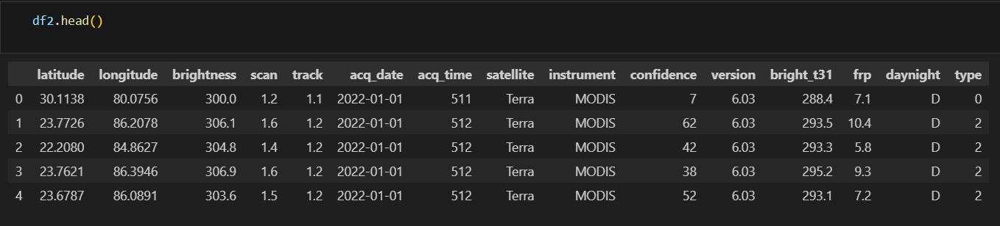 df2.head()
latitude longitude brightness scan track acq_date acq_time satellite instrument confidence version bright_t31 frp daynight type
0 30.1138 80.0756 300.0 1.2 1.1 2022-01-01 511 Terra MODIS 7 6.03 288.4 7.1 D 0
1 23.7726 86.2078 306.1 1.6 1.2 2022-01-01 512 Terra MODIS 62 6.03 293.5 10.4 D 2
2 22.2080 84.8627 304.8 1.4 1.2 2022-01-01 512 Terra MODIS 42 6.03 293.3 5.8 D 2
3 23.7621 86.3946 306.9 1.6 1.2 2022-01-01 512 Terra MODIS 38 6.03 295.2 9.3 D 2
4 23.6787 86.0891 303.6 1.5 1.2 2022-01-01 512 Terra MODIS 52 6.03 293.1 7.2 D 2